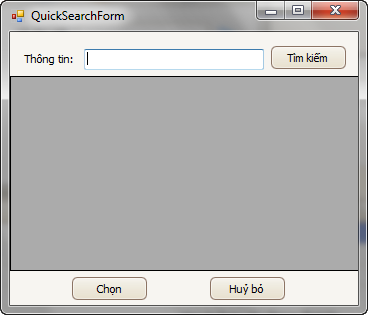 QuickSearchForm
Thông tin:
Tìm kiếm
Chọn
Huỷ bỏ